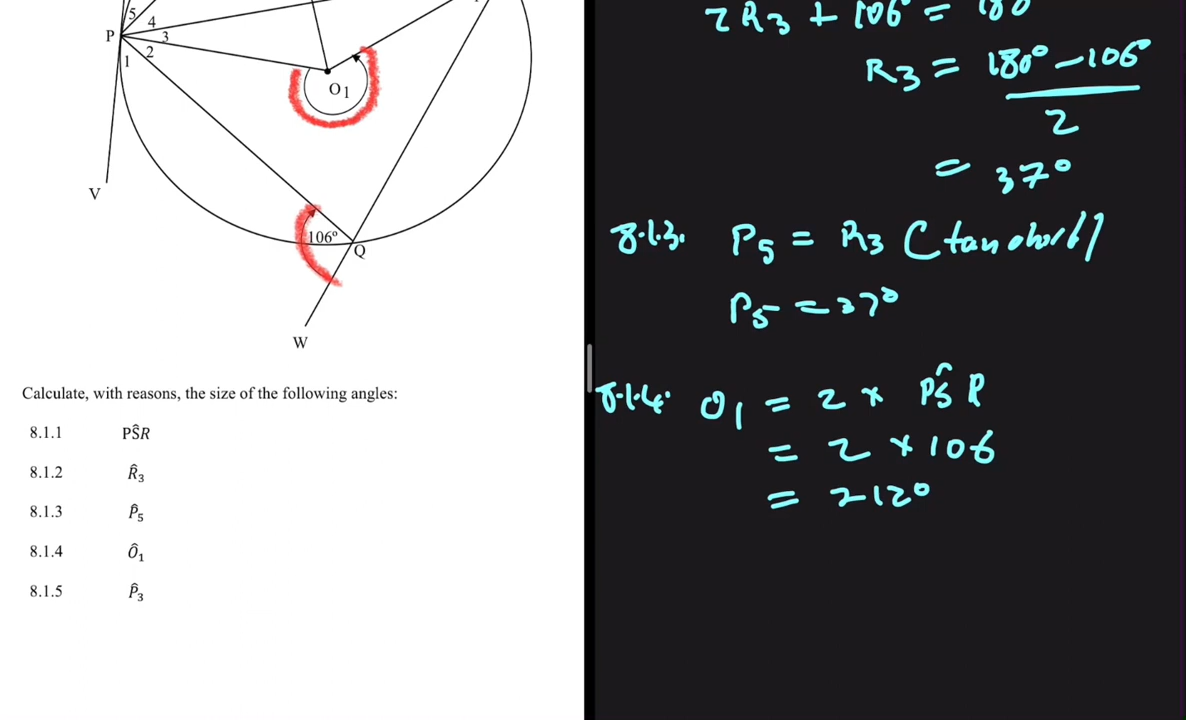 5
4
P
3
2
1
O1
V
106°
Q
W
Calculate, with reasons, the size of the following angles:
8.1.1 PŜR
8.1.2 R̂3
8.1.3 P̂5
8.1.4 Ô1
8.1.5 P̂3
2R3 + 106° = 180
R3 = 180° - 106°
2
= 37°
8.1.3. P5 = R3 (tan chord)
P5 = 37°
8.1.4. O1 = 2 × PŜR
= 2 × 106
= 212°